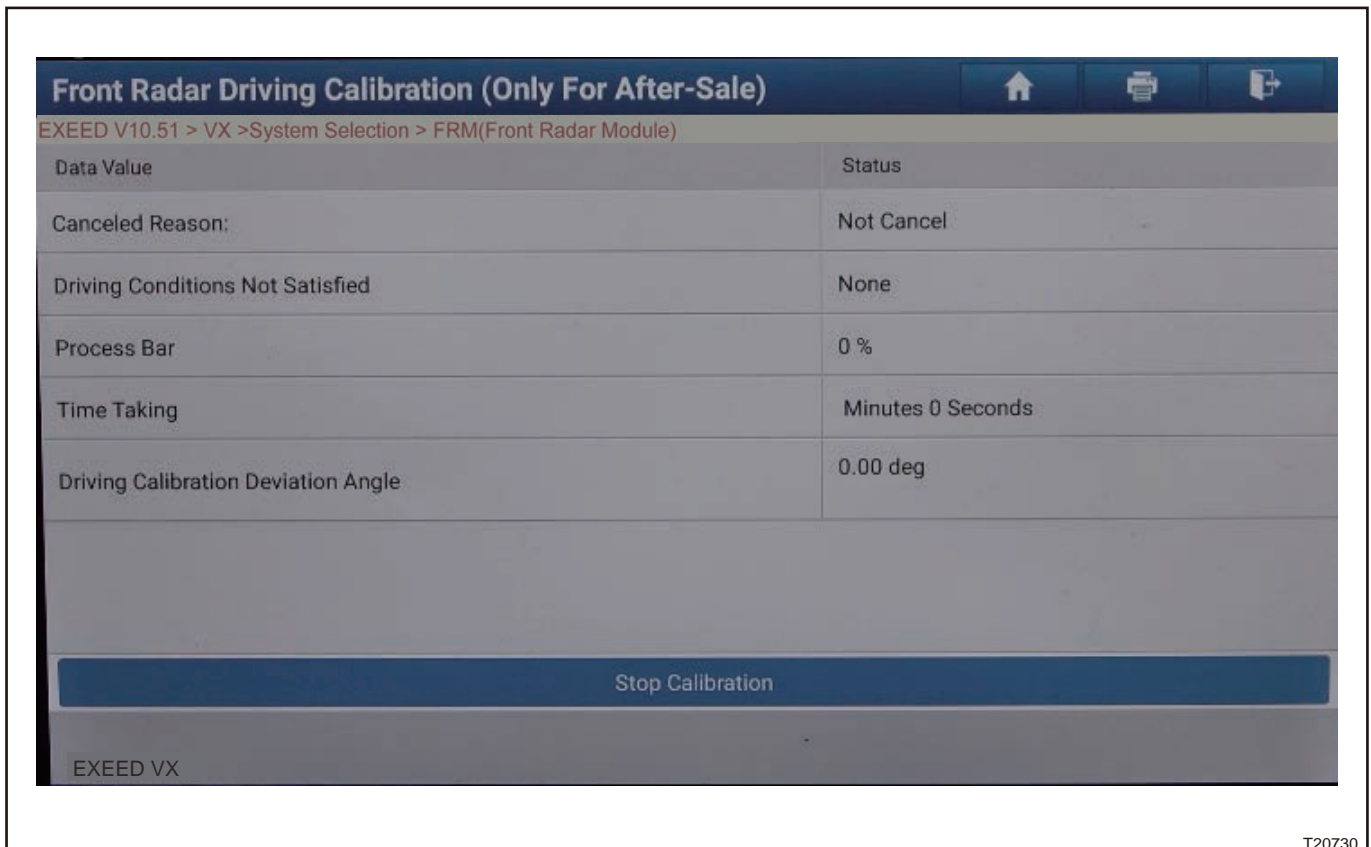 Front Radar Driving Calibration (Only For After-Sale)
EXEED V10.51 > VX >System Selection > FRM(Front Radar Module)
Data Value Status
Canceled Reason: Not Cancel
Driving Conditions Not Satisfied None
Process Bar 0 %
Time Taking Minutes 0 Seconds
Driving Calibration Deviation Angle 0.00 deg
Stop Calibration
EXEED VX
T20730